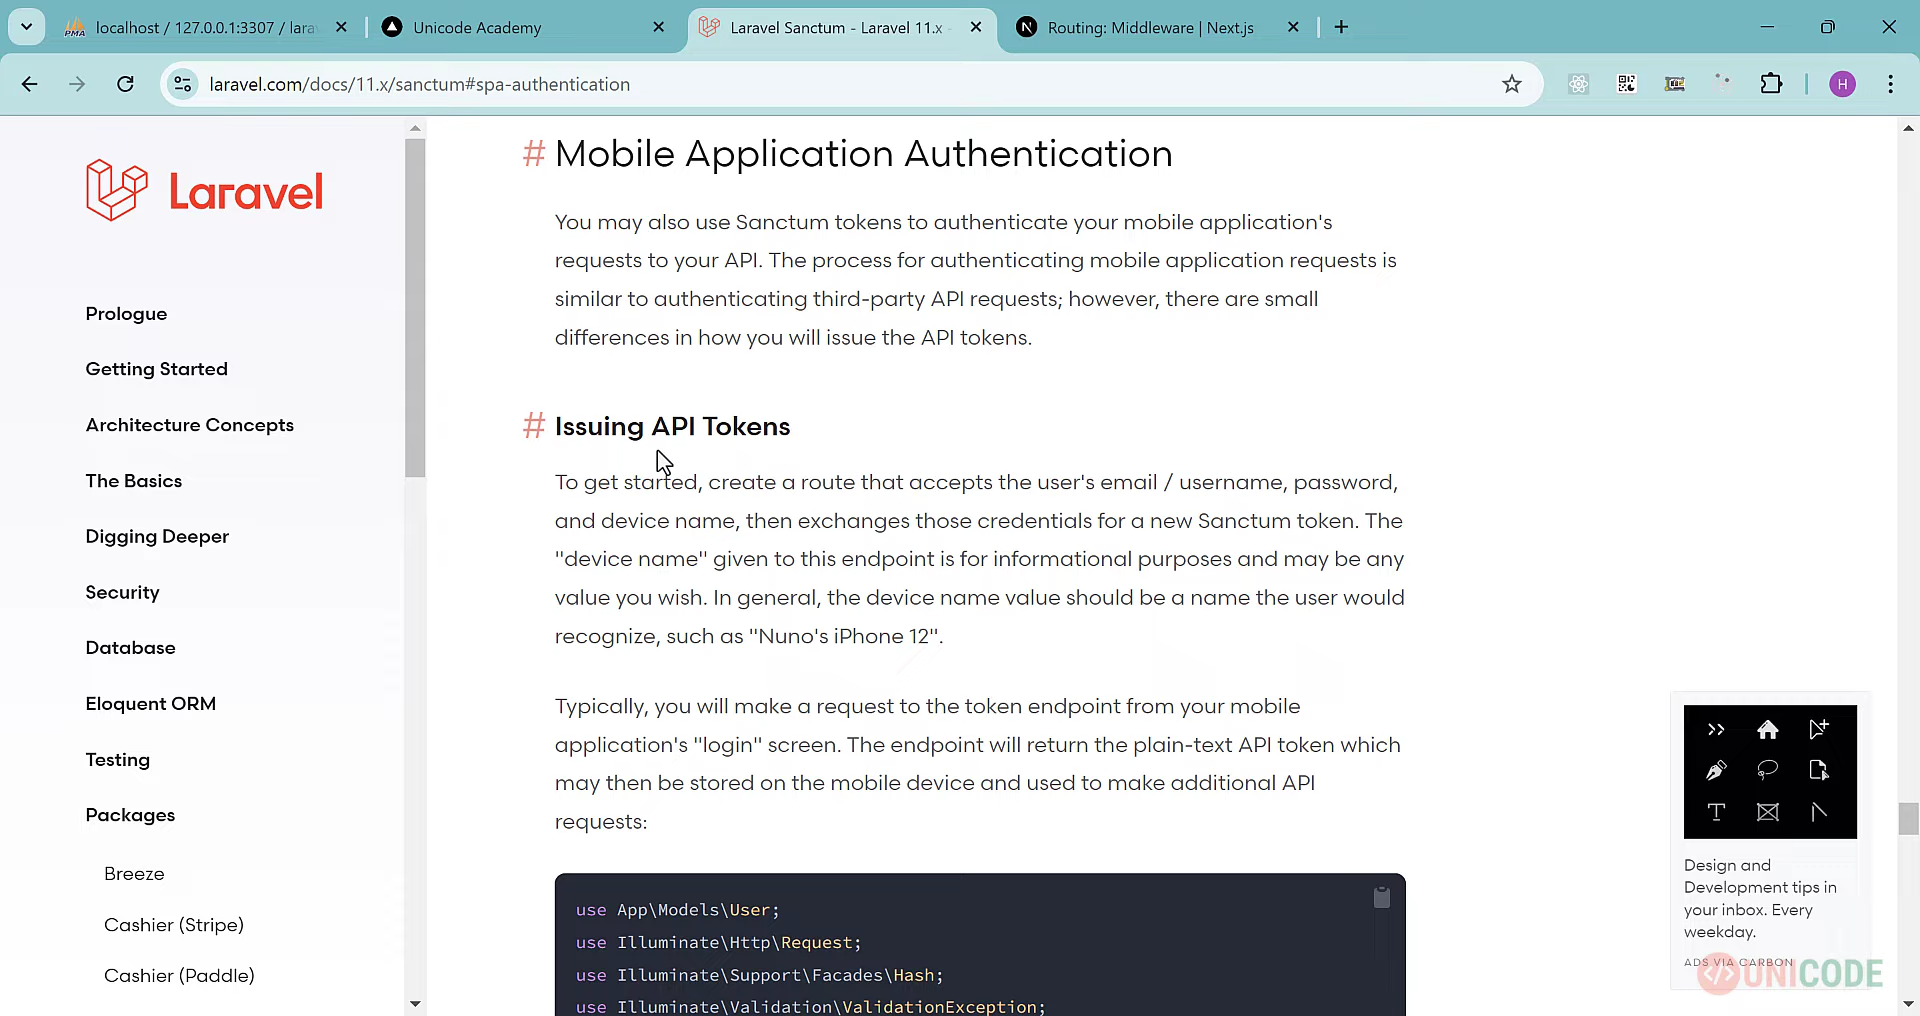 localhost / 127.0.0.1:3307 / lara
Unicode Academy
Laravel Sanctum - Laravel 11.x -
Routing: Middleware | Next.js
laravel.com/docs/11.x/sanctum#spa-authentication
H
Laravel
Prologue
Getting Started
Architecture Concepts
The Basics
Digging Deeper
Security
Database
Eloquent ORM
Testing
Packages
Breeze
Cashier (Stripe)
Cashier (Paddle)
# Mobile Application Authentication
You may also use Sanctum tokens to authenticate your mobile application's
requests to your API. The process for authenticating mobile application requests is
similar to authenticating third-party API requests; however, there are small
differences in how you will issue the API tokens.
# Issuing API Tokens
To get started, create a route that accepts the user's email / username, password,
and device name, then exchanges those credentials for a new Sanctum token. The
"device name" given to this endpoint is for informational purposes and may be any
value you wish. In general, the device name value should be a name the user would
recognize, such as "Nuno's iPhone 12".
Typically, you will make a request to the token endpoint from your mobile
application's "login" screen. The endpoint will return the plain-text API token which
may then be stored on the mobile device and used to make additional API
requests:
use App\Models\User;
use Illuminate\Http\Request;
use Illuminate\Support\Facades\Hash;
use Illuminate\Validation\ValidationException;
Design and
Development tips in
your inbox. Every
weekday.
ADS VIA CARBON
UNICODE